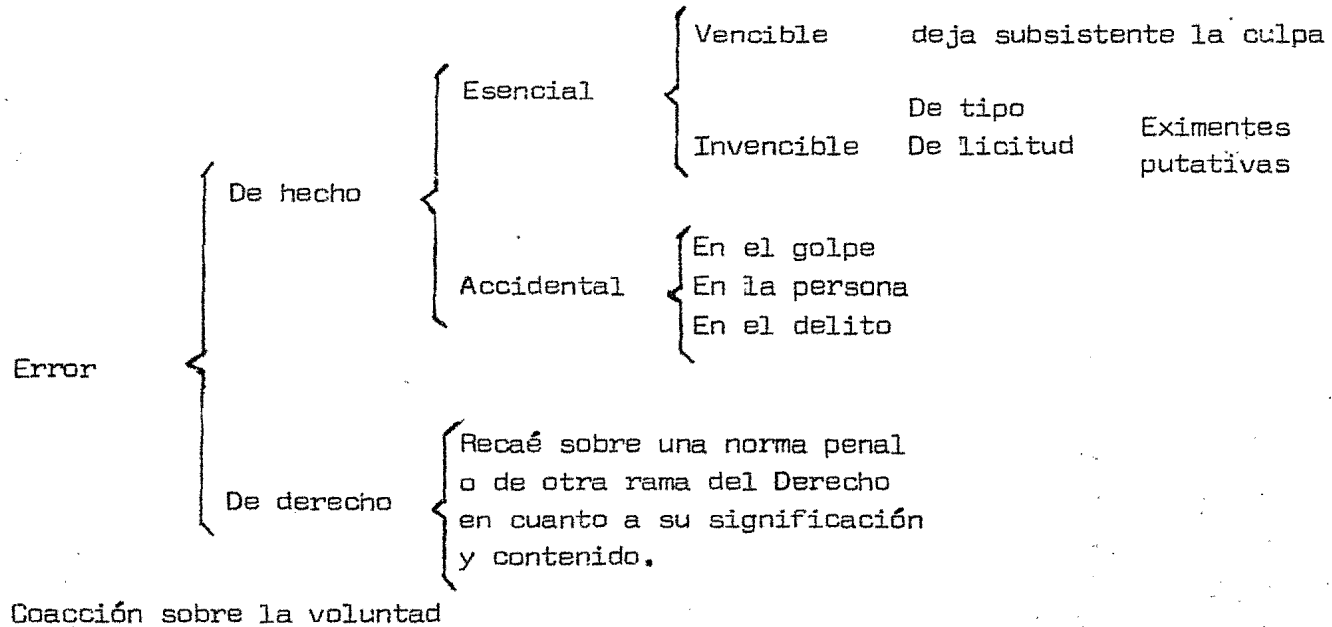 Error
De hecho
Esencial
Vencible deja subsistente la culpa
Invencible De tipo
De licitud
Eximentes
putativas
Accidental
En el golpe
En la persona
En el delito
De derecho
Recaé sobre una norma penal
o de otra rama del Derecho
en cuanto a su significación
y contenido.
Coacción sobre la voluntad